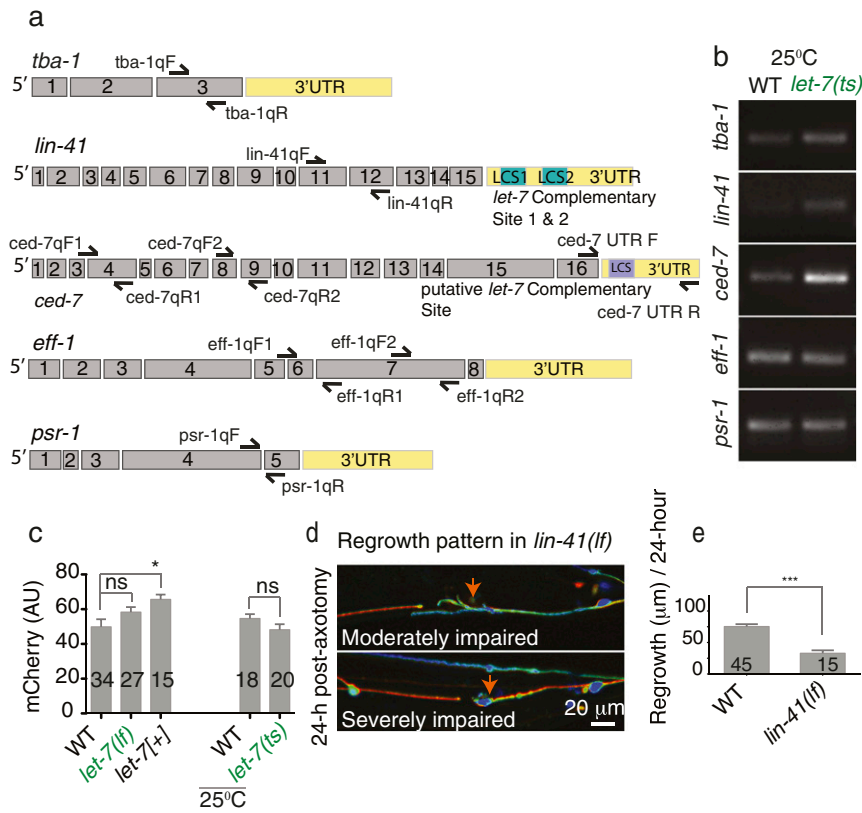 a
tba-1
tba-1qF
5′ 1 2 3 3'UTR
tba-1qR
lin-41
lin-41qF
5′ 1 2 3 4 5 6 7 8 9 10 11 12 13 14 15 LCS1 LCS2 3'UTR
lin-41qR
let-7 Complementary
Site 1 & 2
ced-7qF1 ced-7qF2 ced-7 UTR F
5′ 1 2 3 4 5 6 7 8 9 10 11 12 13 14 15 16 LCS 3'UTR
ced-7 ced-7qR1 ced-7qR2
putative let-7 Complementary
Site
ced-7 UTR R
eff-1
eff-1qF1 eff-1qF2
5′ 1 2 3 4 5 6 7 8 3'UTR
eff-1qR1 eff-1qR2
psr-1
psr-1qF
5′ 1 2 3 4 5 3'UTR
psr-1qR
b
25⁰C
WT let-7(ts)
tba-1
lin-41
ced-7
eff-1
psr-1
c
mCherry (AU)
80
60
40
20
0
ns
*
ns
34 27 15 18 20
WT let-7(lf) let-7[+] WT let-7(ts)
25⁰C
d
Regrowth pattern in lin-41(lf)
24-h post-axotomy
Moderately impaired
Severely impaired
20 μm
e
Regrowth (μm) / 24-hour
100
50
0
***
45 15
WT lin-41(lf)